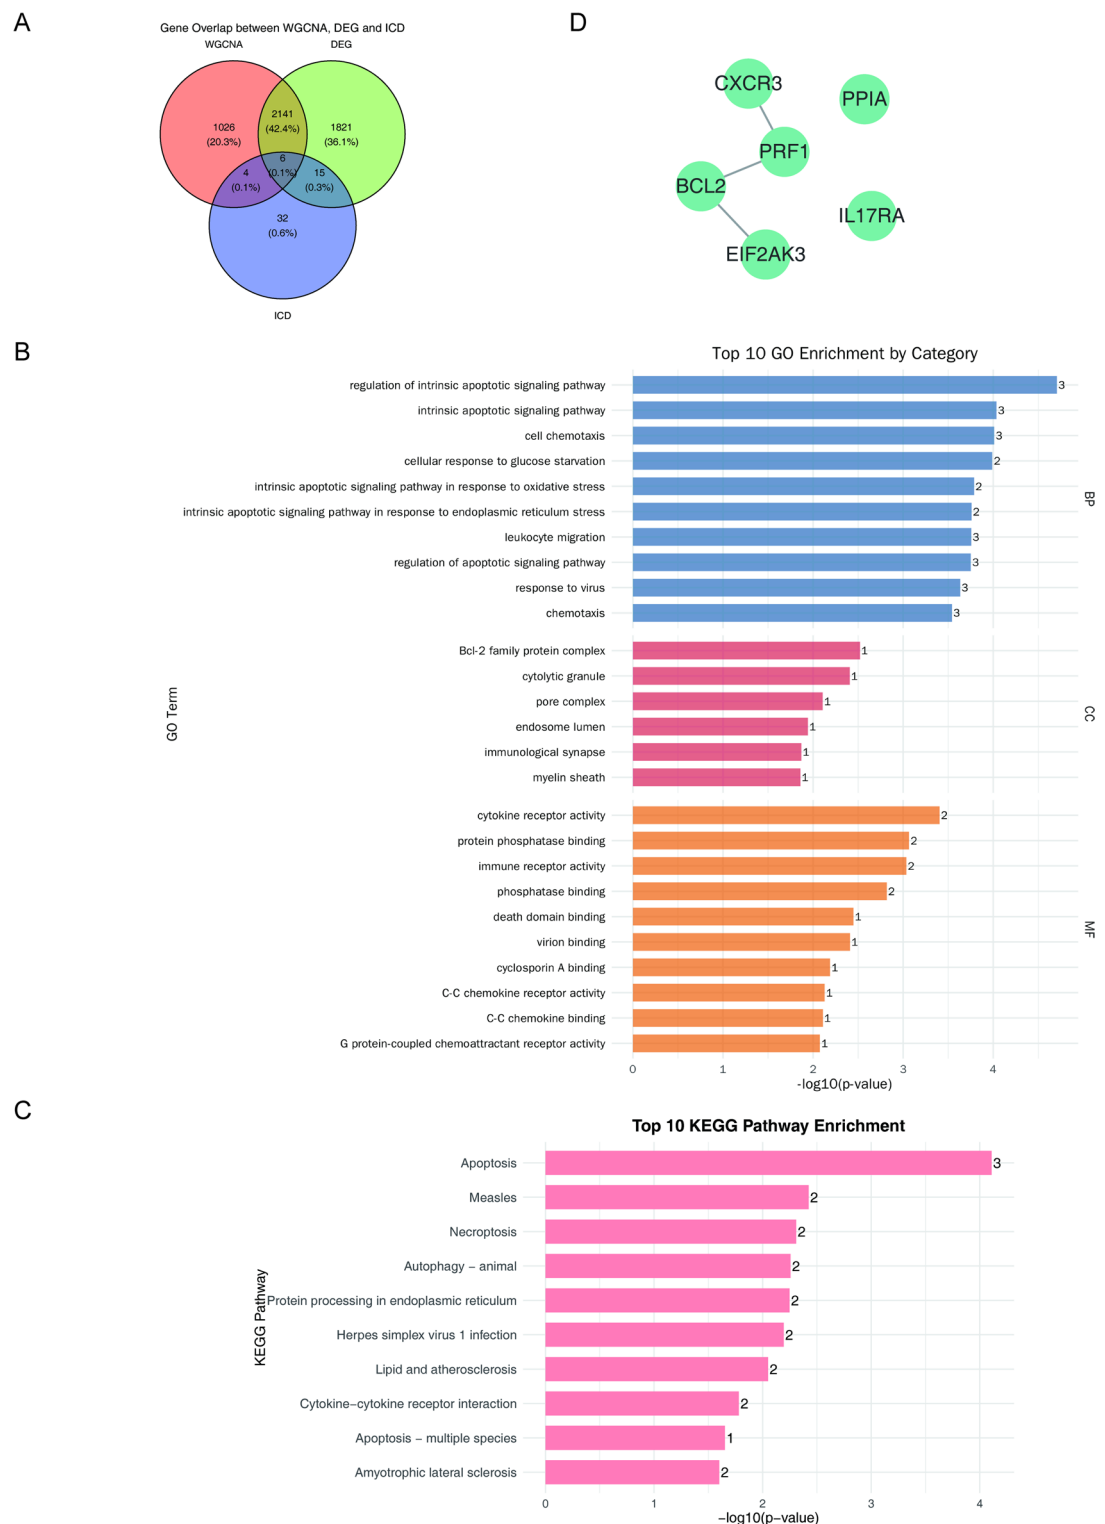 A
Gene Overlap between WGCNA, DEG and ICD
WGCNA
DEG
1026
(20.3%)
2141
(42.4%)
1821
(36.1%)
6
(0.1%)
4
(0.1%)
15
(0.3%)
32
(0.6%)
ICD
D
CXCR3
PPIA
PRF1
BCL2
IL17RA
EIF2AK3
B
Top 10 GO Enrichment by Category
GO Term
regulation of intrinsic apoptotic signaling pathway 3
intrinsic apoptotic signaling pathway 3
cell chemotaxis 3
cellular response to glucose starvation 2
intrinsic apoptotic signaling pathway in response to oxidative stress 2
intrinsic apoptotic signaling pathway in response to endoplasmic reticulum stress 2
leukocyte migration 3
regulation of apoptotic signaling pathway 3
response to virus 3
chemotaxis 3
BP
Bcl-2 family protein complex 1
cytolytic granule 1
pore complex 1
endosome lumen 1
immunological synapse 1
myelin sheath 1
CC
cytokine receptor activity 2
protein phosphatase binding 2
immune receptor activity 2
phosphatase binding 2
death domain binding 1
virion binding 1
cyclosporin A binding 1
C-C chemokine receptor activity 1
C-C chemokine binding 1
G protein-coupled chemoattractant receptor activity 1
MF
0 1 2 3 4
-log10(p-value)
C
Top 10 KEGG Pathway Enrichment
KEGG Pathway
Apoptosis 3
Measles 2
Necroptosis 2
Autophagy − animal 2
Protein processing in endoplasmic reticulum 2
Herpes simplex virus 1 infection 2
Lipid and atherosclerosis 2
Cytokine−cytokine receptor interaction 2
Apoptosis − multiple species 1
Amyotrophic lateral sclerosis 2
0 1 2 3 4
−log10(p−value)